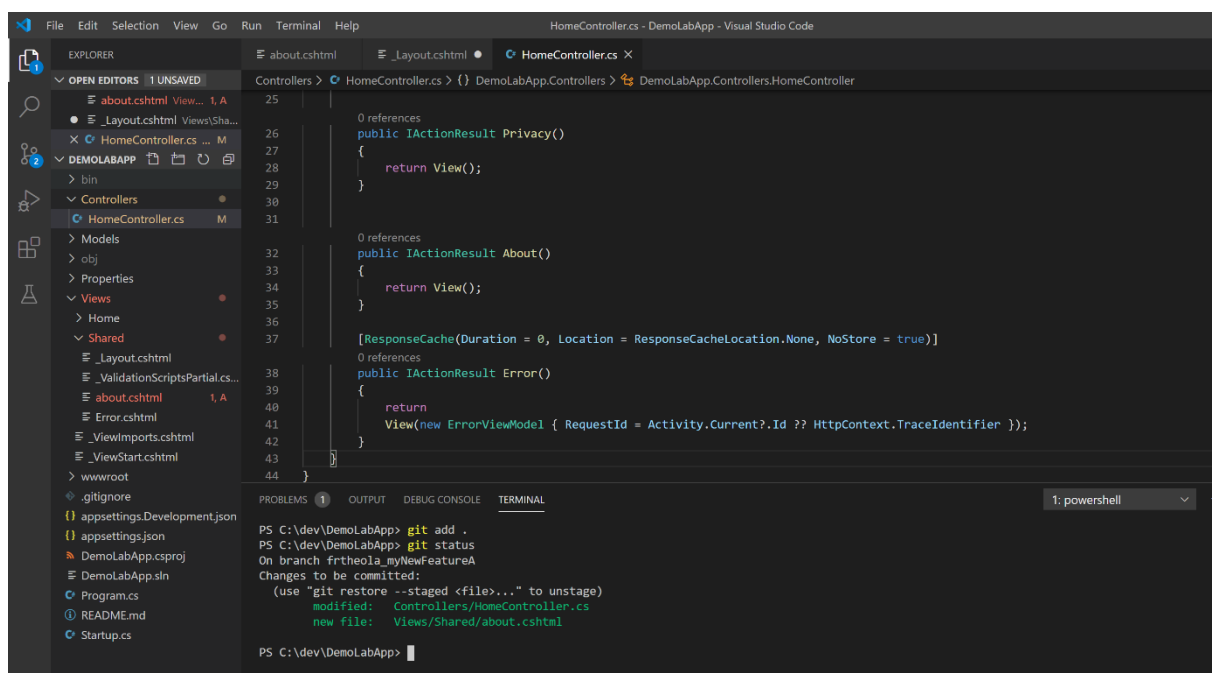 File Edit Selection View Go Run Terminal Help HomeController.cs - DemoLabApp - Visual Studio Code
EXPLORER
OPEN EDITORS 1 UNSAVED
about.cshtml View... 1, A
_Layout.cshtml Views\Sha...
HomeController.cs ... M
DEMOLABAPP
bin
Controllers
HomeController.cs M
Models
obj
Properties
Views
Home
Shared
_Layout.cshtml
_ValidationScriptsPartial.cs...
about.cshtml 1, A
Error.cshtml
_ViewImports.cshtml
_ViewStart.cshtml
wwwroot
.gitignore
{} appsettings.Development.json
{} appsettings.json
DemoLabApp.csproj
DemoLabApp.sln
Program.cs
README.md
Startup.cs
1
2
about.cshtml _Layout.cshtml HomeController.cs
Controllers > HomeController.cs > {} DemoLabApp.Controllers > DemoLabApp.Controllers.HomeController
25
0 references
26 public IActionResult Privacy()
27 {
28 return View();
29 }
30
31
0 references
32 public IActionResult About()
33 {
34 return View();
35 }
36
37 [ResponseCache(Duration = 0, Location = ResponseCacheLocation.None, NoStore = true)]
0 references
38 public IActionResult Error()
39 {
40 return
41 View(new ErrorViewModel { RequestId = Activity.Current?.Id ?? HttpContext.TraceIdentifier });
42 }
43 }
44 }
PROBLEMS 1 OUTPUT DEBUG CONSOLE TERMINAL 1: powershell
PS C:\dev\DemoLabApp> git add .
PS C:\dev\DemoLabApp> git status
On branch frtheola_myNewFeatureA
Changes to be committed:
(use "git restore --staged <file>..." to unstage)
modified: Controllers/HomeController.cs
new file: Views/Shared/about.cshtml
PS C:\dev\DemoLabApp>